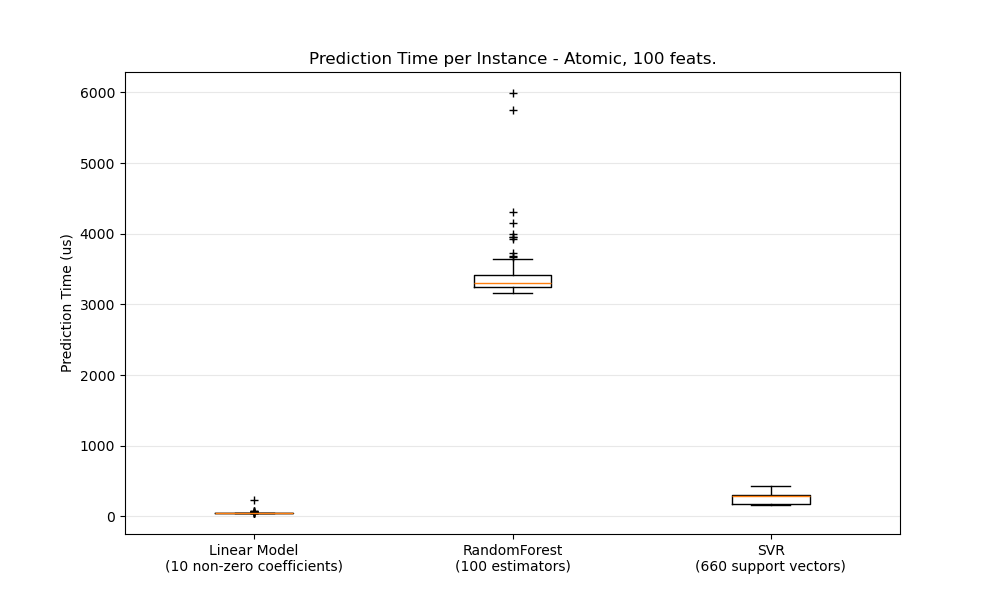 Prediction Time per Instance - Atomic, 100 feats.
Prediction Time (us)
6000
5000
4000
3000
2000
1000
0
Linear Model
(10 non-zero coefficients)
RandomForest
(100 estimators)
SVR
(660 support vectors)